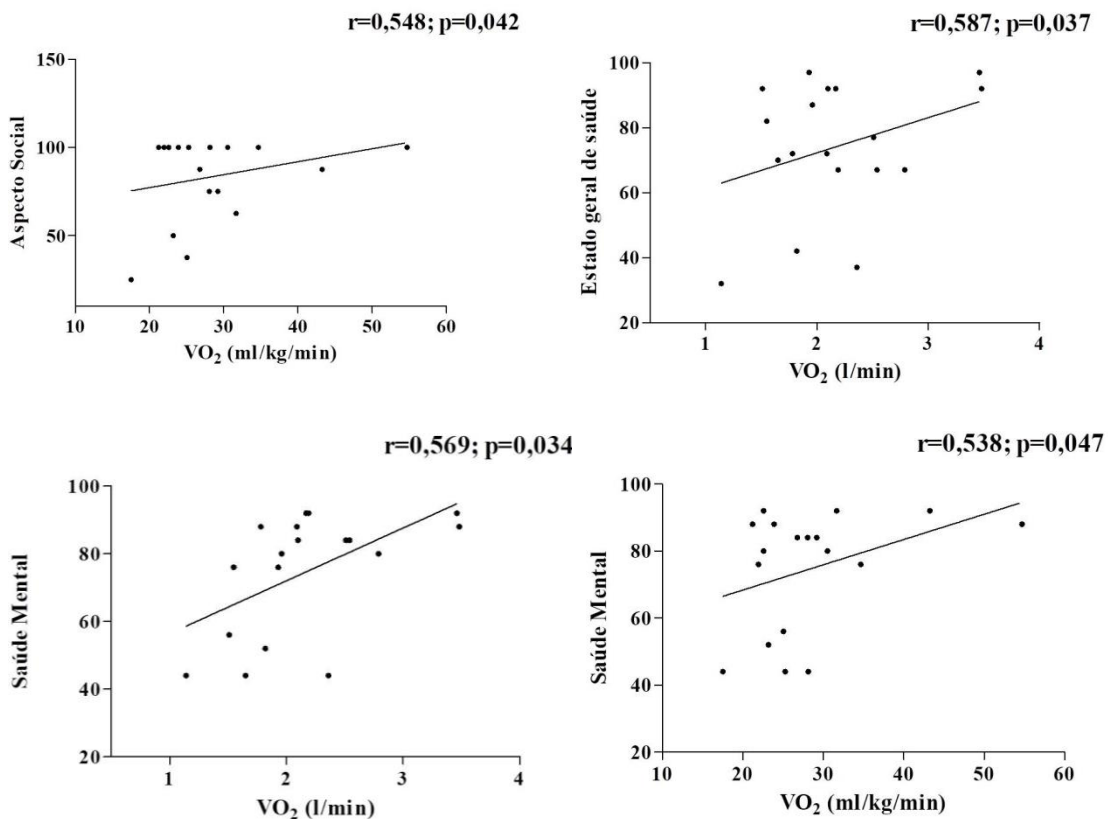 r=0,548; p=0,042
150
100
50
Aspecto Social
10 20 30 40 50 60
VO₂ (ml/kg/min)
r=0,587; p=0,037
100
80
60
40
20
Estado geral de saúde
1 2 3 4
VO₂ (l/min)
r=0,569; p=0,034
100
80
60
40
20
Saúde Mental
1 2 3 4
VO₂ (l/min)
r=0,538; p=0,047
100
80
60
40
20
Saúde Mental
10 20 30 40 50 60
VO₂ (ml/kg/min)